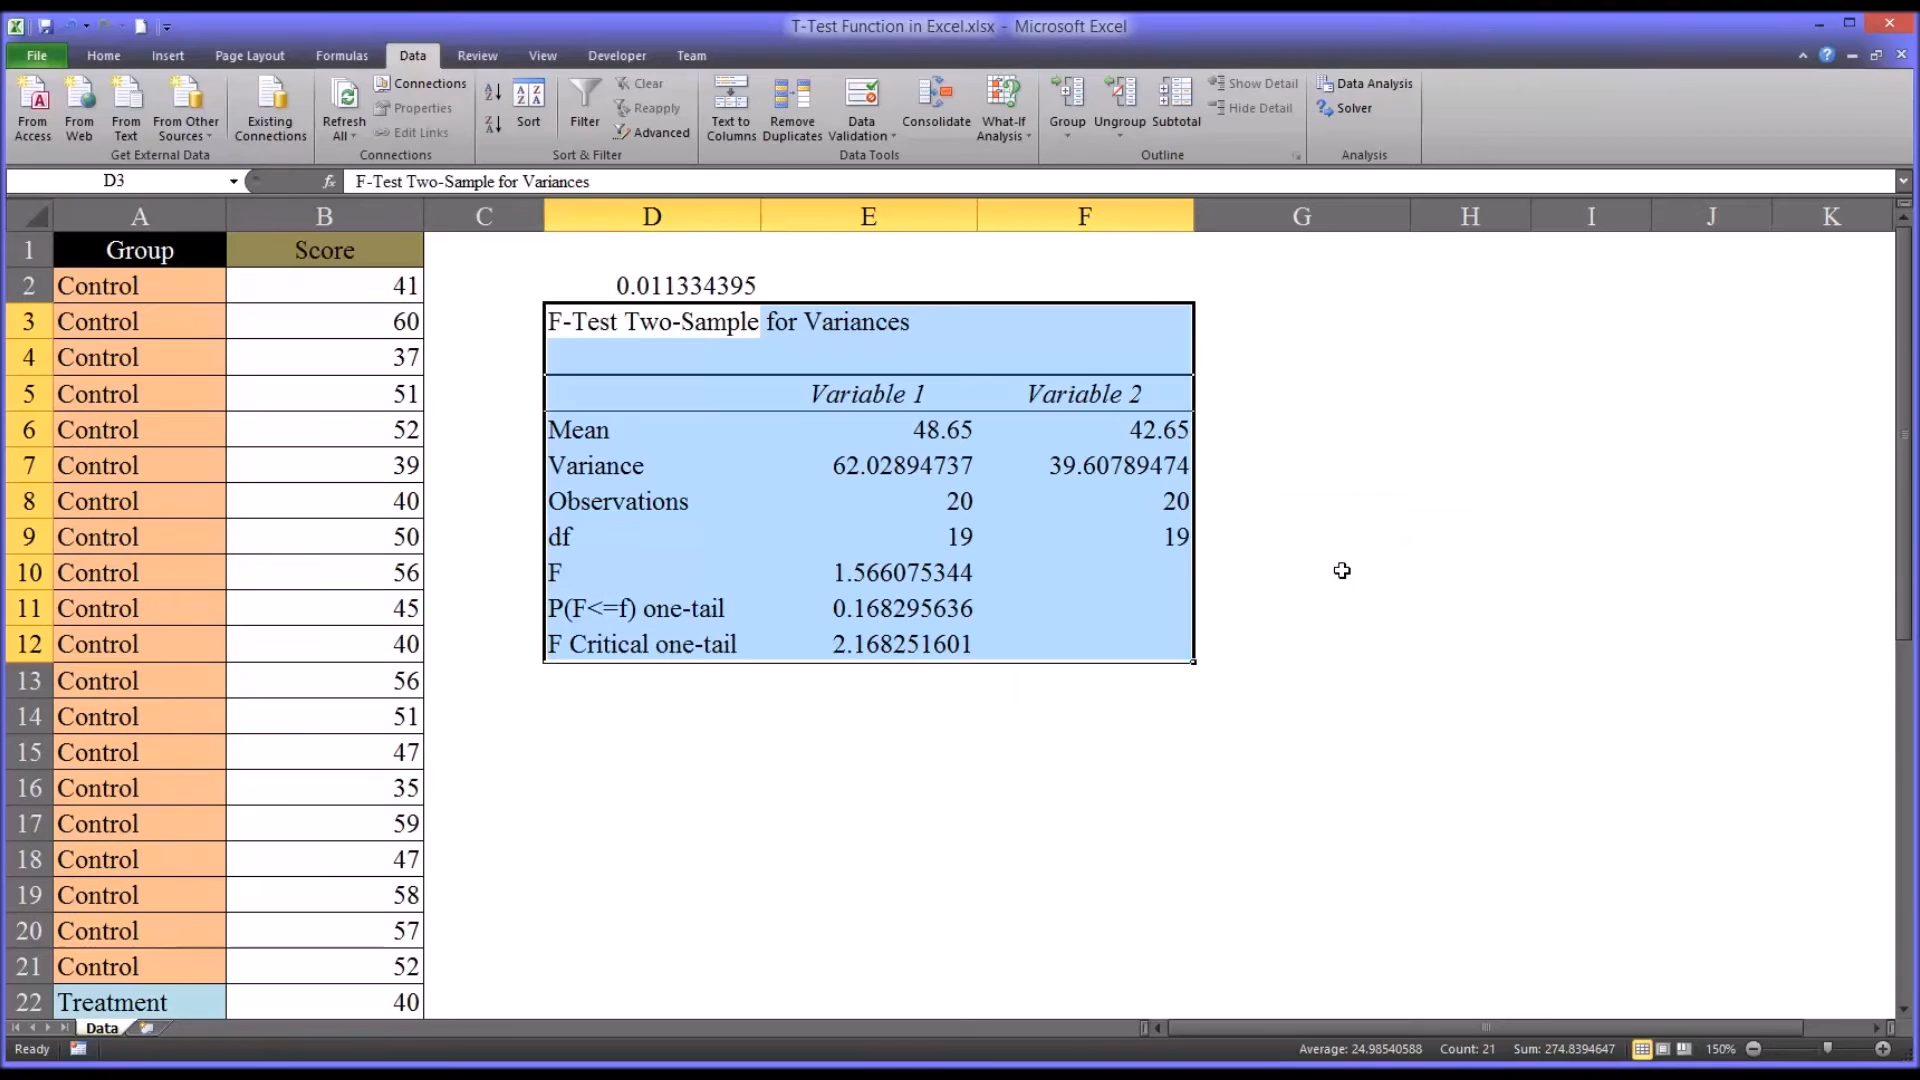 T-Test Function in Excel.xlsx - Microsoft Excel
File Home Insert Page Layout Formulas Data Review View Developer Team
From Access
From Web
From Text
From Other Sources
Existing Connections
Get External Data
Refresh All
Connections
Properties
Edit Links
Connections
Sort
Filter
Clear
Reapply
Advanced
Sort & Filter
Text to Columns
Remove Duplicates
Data Validation
Consolidate
What-If Analysis
Data Tools
Group
Ungroup
Subtotal
Show Detail
Hide Detail
Outline
Data Analysis
Solver
Analysis
D3 fx F-Test Two-Sample for Variances
A B C D E F G H I J K
1 Group Score
2 Control 41 0.011334395
3 Control 60 F-Test Two-Sample for Variances
4 Control 37
5 Control 51 Variable 1 Variable 2
6 Control 52 Mean 48.65 42.65
7 Control 39 Variance 62.02894737 39.60789474
8 Control 40 Observations 20 20
9 Control 50 df 19 19
10 Control 56 F 1.566075344
11 Control 45 P(F<=f) one-tail 0.168295636
12 Control 40 F Critical one-tail 2.168251601
13 Control 56
14 Control 51
15 Control 47
16 Control 35
17 Control 59
18 Control 47
19 Control 58
20 Control 57
21 Control 52
22 Treatment 40
Data
Ready Average: 24.98540588 Count: 21 Sum: 274.8394647 150%